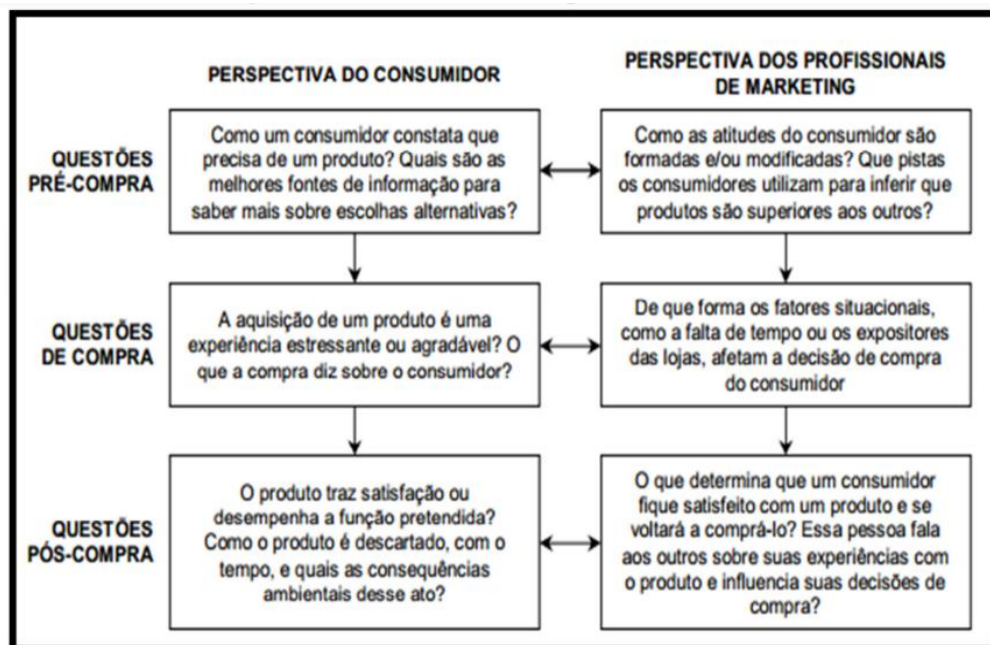 PERSPECTIVA DO CONSUMIDOR
PERSPECTIVA DOS PROFISSIONAIS
DE MARKETING
QUESTÕES
PRÉ-COMPRA
Como um consumidor constata que
precisa de um produto? Quais são as
melhores fontes de informação para
saber mais sobre escolhas alternativas?
Como as atitudes do consumidor são
formadas e/ou modificadas? Que pistas
os consumidores utilizam para inferir que
produtos são superiores aos outros?
QUESTÕES
DE COMPRA
A aquisição de um produto é uma
experiência estressante ou agradável? O
que a compra diz sobre o consumidor?
De que forma os fatores situacionais,
como a falta de tempo ou os expositores
das lojas, afetam a decisão de compra
do consumidor
QUESTÕES
PÓS-COMPRA
O produto traz satisfação ou
desempenha a função pretendida?
Como o produto é descartado, com o
tempo, e quais as consequências
ambientais desse ato?
O que determina que um consumidor
fique satisfeito com um produto e se
voltará a comprá-lo? Essa pessoa fala
aos outros sobre suas experiências com
o produto e influencia suas decisões de
compra?